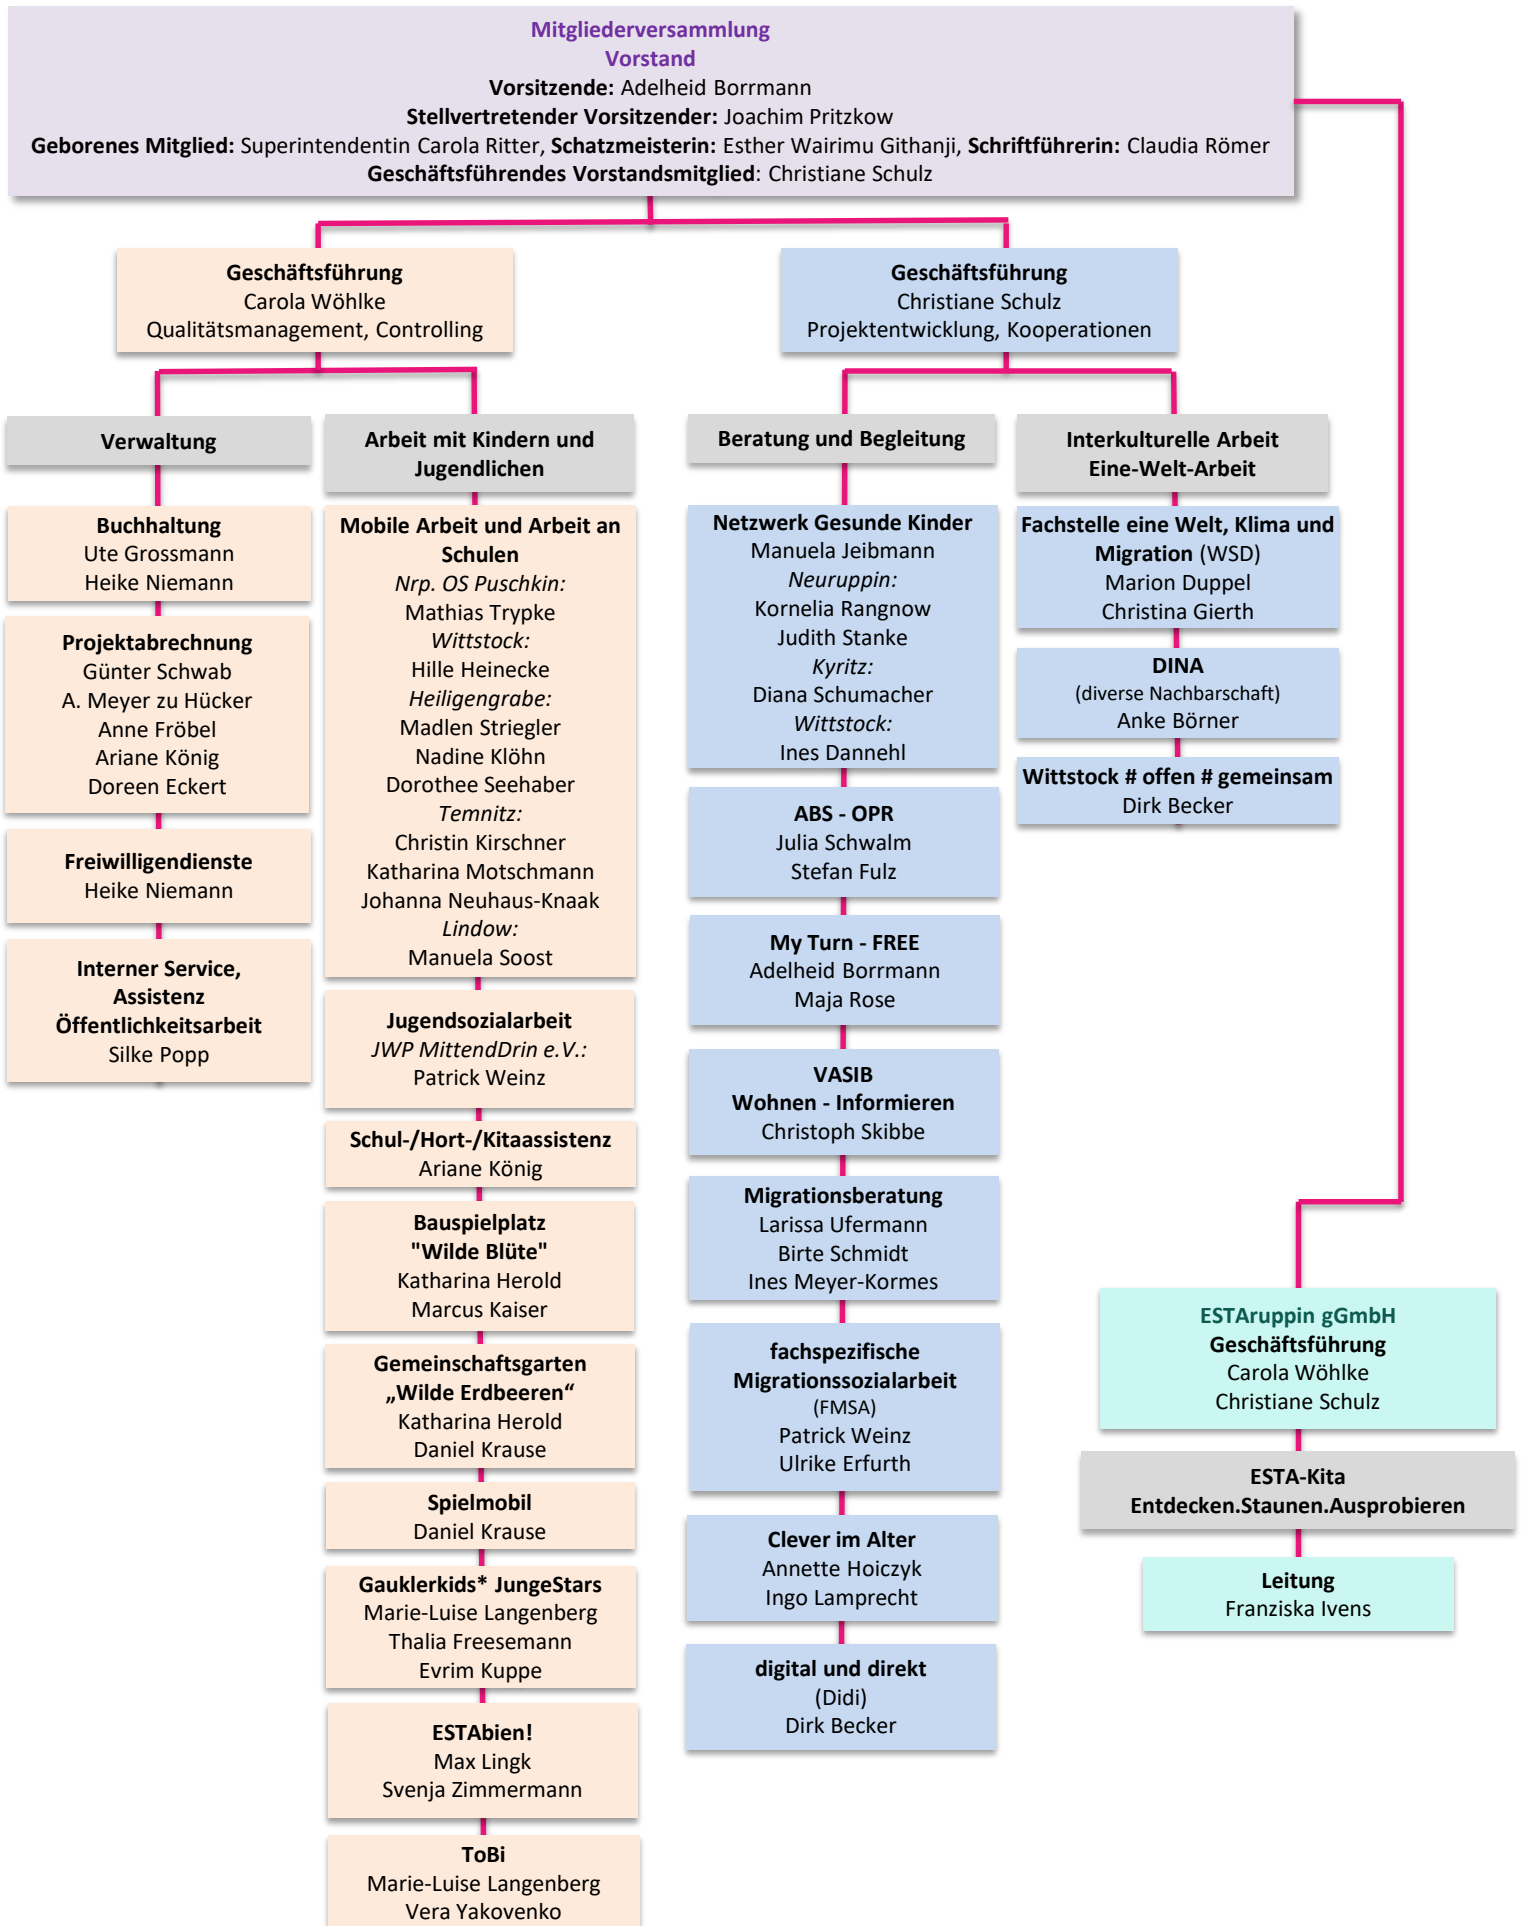 Mitgliederversammlung
Vorstand
Vorsitzende: Adelheid Borrmann
Stellvertretender Vorsitzender: Joachim Pritzkow
Geborenes Mitglied: Superintendentin Carola Ritter, Schatzmeisterin: Esther Wairimu Githanji, Schriftführerin: Claudia Römer
Geschäftsführendes Vorstandsmitglied: Christiane Schulz
Geschäftsführung
Carola Wöhlke
Qualitätsmanagement, Controlling
Geschäftsführung
Christiane Schulz
Projektentwicklung, Kooperationen
Verwaltung
Buchhaltung
Ute Grossmann
Heike Niemann
Projektabrechnung
Günter Schwab
A. Meyer zu Hücker
Anne Fröbel
Ariane König
Doreen Eckert
Freiwilligendienste
Heike Niemann
Interner Service,
Assistenz
Öffentlichkeitsarbeit
Silke Popp
Arbeit mit Kindern und
Jugendlichen
Mobile Arbeit und Arbeit an
Schulen
Nrp. OS Puschkin:
Mathias Trypke
Wittstock:
Hille Heinecke
Heiligengrabe:
Madlen Striegler
Nadine Klöhn
Dorothee Seehaber
Temnitz:
Christin Kirschner
Katharina Motschmann
Johanna Neuhaus-Knaak
Lindow:
Manuela Soost
Jugendsozialarbeit
JWP MittendDrin e.V.:
Patrick Weinz
Schul-/Hort-/Kitaassistenz
Ariane König
Bauspielplatz
"Wilde Blüte"
Katharina Herold
Marcus Kaiser
Gemeinschaftsgarten
„Wilde Erdbeeren“
Katharina Herold
Daniel Krause
Spielmobil
Daniel Krause
Gauklerkids* JungeStars
Marie-Luise Langenberg
Thalia Freesemann
Evrim Kuppe
ESTAbien!
Max Lingk
Svenja Zimmermann
ToBi
Marie-Luise Langenberg
Vera Yakovenko
Beratung und Begleitung
Netzwerk Gesunde Kinder
Manuela Jeibmann
Neuruppin:
Kornelia Rangnow
Judith Stanke
Kyritz:
Diana Schumacher
Wittstock:
Ines Dannehl
ABS - OPR
Julia Schwalm
Stefan Fulz
My Turn - FREE
Adelheid Borrmann
Maja Rose
VASIB
Wohnen - Informieren
Christoph Skibbe
Migrationsberatung
Larissa Ufermann
Birte Schmidt
Ines Meyer-Kormes
fachspezifische
Migrationssozialarbeit
(FMSA)
Patrick Weinz
Ulrike Erfurth
Clever im Alter
Annette Hoiczyk
Ingo Lamprecht
digital und direkt
(Didi)
Dirk Becker
Interkulturelle Arbeit
Eine-Welt-Arbeit
Fachstelle eine Welt, Klima und
Migration (WSD)
Marion Duppel
Christina Gierth
DINA
(diverse Nachbarschaft)
Anke Börner
Wittstock # offen # gemeinsam
Dirk Becker
ESTAruppin gGmbH
Geschäftsführung
Carola Wöhlke
Christiane Schulz
ESTA-Kita
Entdecken.Staunen.Ausprobieren
Leitung
Franziska Ivens